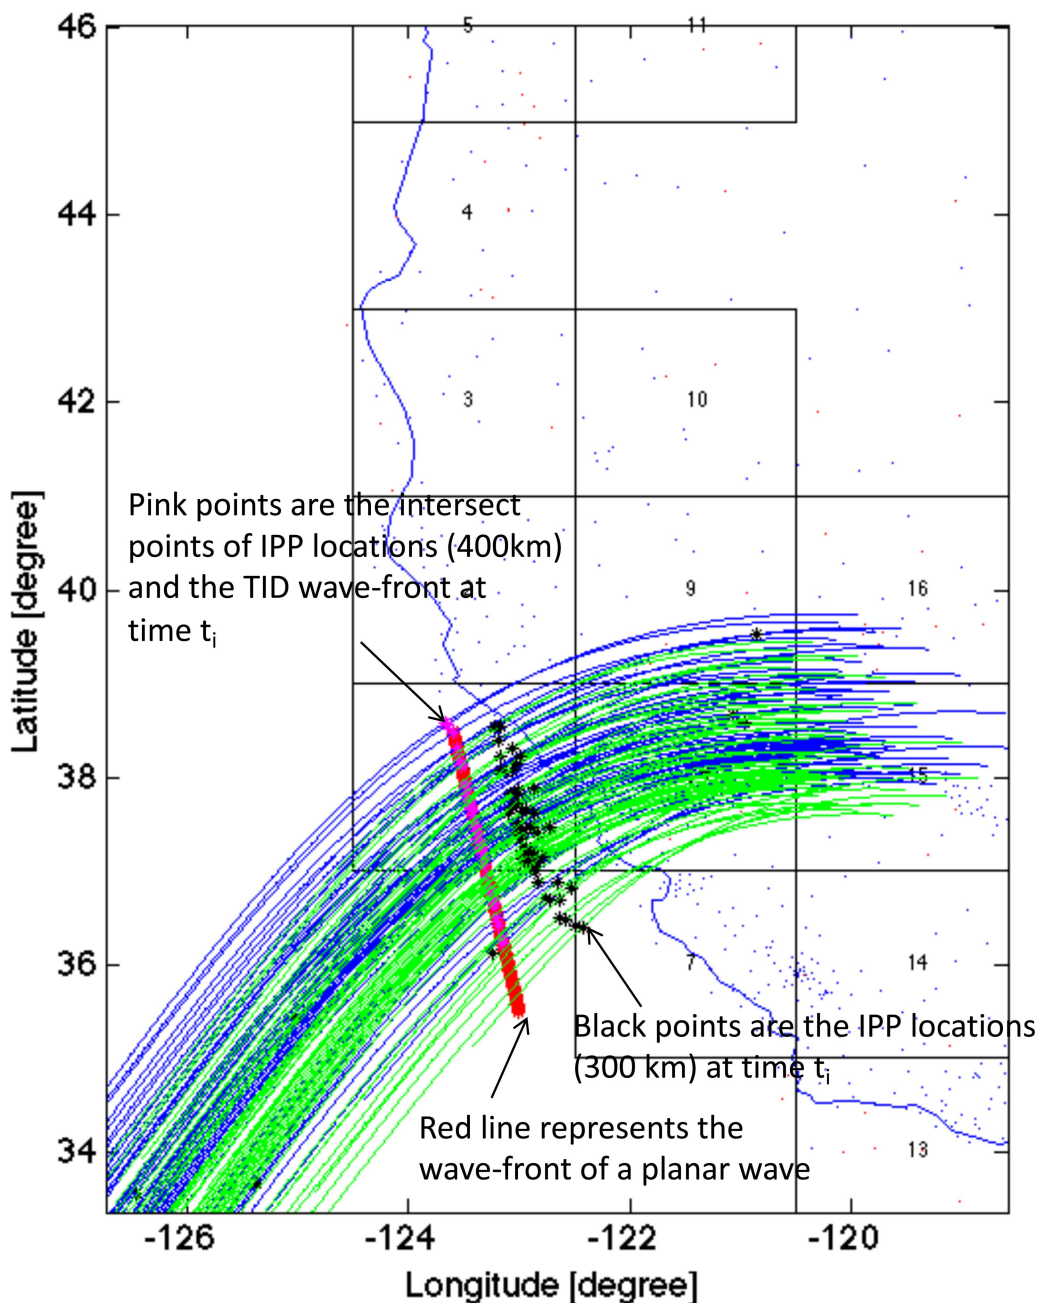 46
5
11
44
4
42
3
10
Pink points are the intersect
points of IPP locations (400km)
and the TID wave-front at
time ti
40
9
16
38
15
36
7
14
Black points are the IPP locations
(300 km) at time ti
Red line represents the
wave-front of a planar wave
34
13
-126
-124
-122
-120
Latitude [degree]
Longitude [degree]